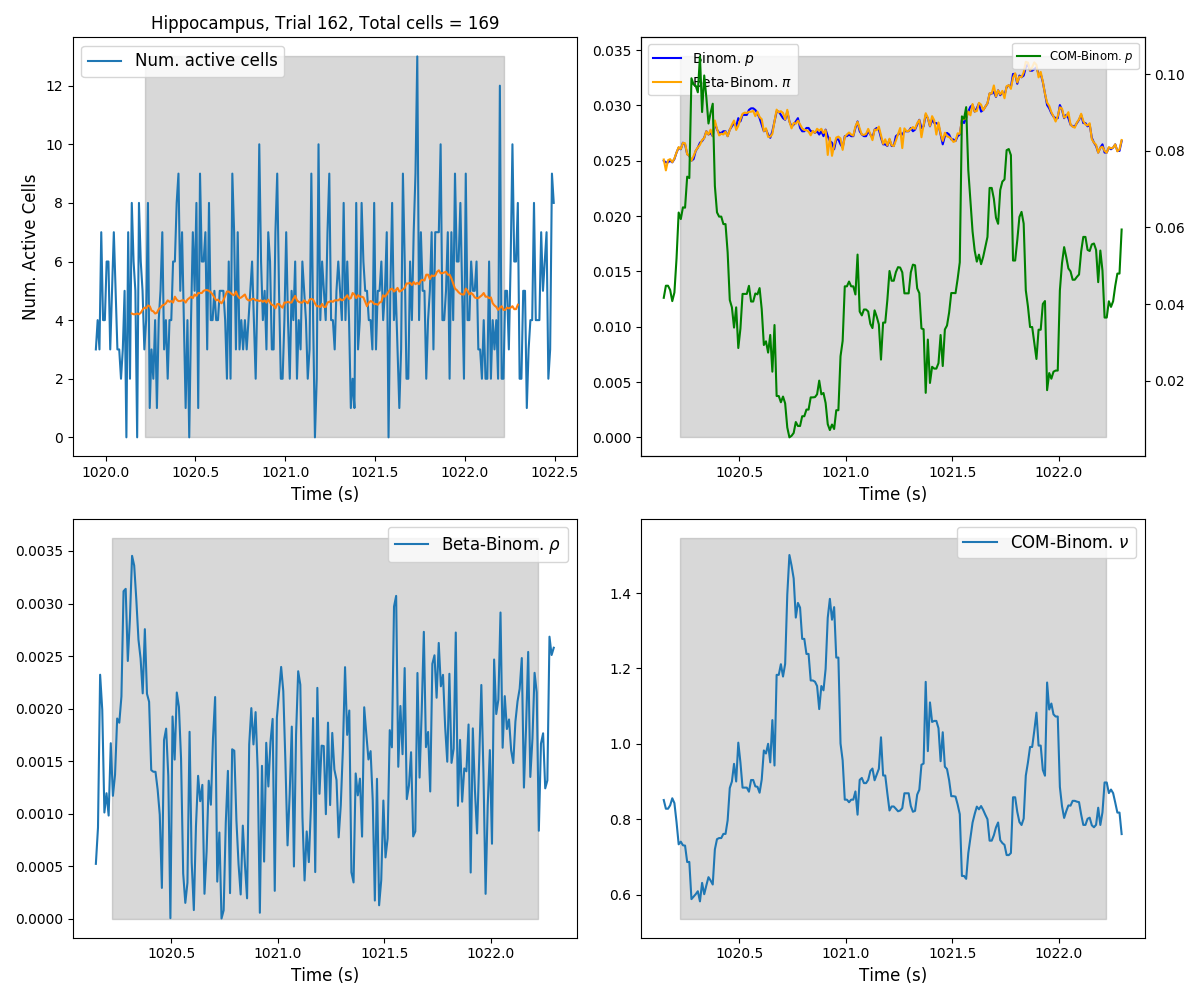 Hippocampus, Trial 162, Total cells = 169
Num. active cells
Num. Active Cells
12
10
8
6
4
2
0
1020.0 1020.5 1021.0 1021.5 1022.0 1022.5
Time (s)
Binom. p
Beta-Binom. π
COM-Binom. p
0.035
0.030
0.025
0.020
0.015
0.010
0.005
0.000
0.10
0.08
0.06
0.04
0.02
1020.5 1021.0 1021.5 1022.0
Time (s)
Beta-Binom. ρ
0.0035
0.0030
0.0025
0.0020
0.0015
0.0010
0.0005
0.0000
1020.5 1021.0 1021.5 1022.0
Time (s)
COM-Binom. ν
1.4
1.2
1.0
0.8
0.6
1020.5 1021.0 1021.5 1022.0
Time (s)